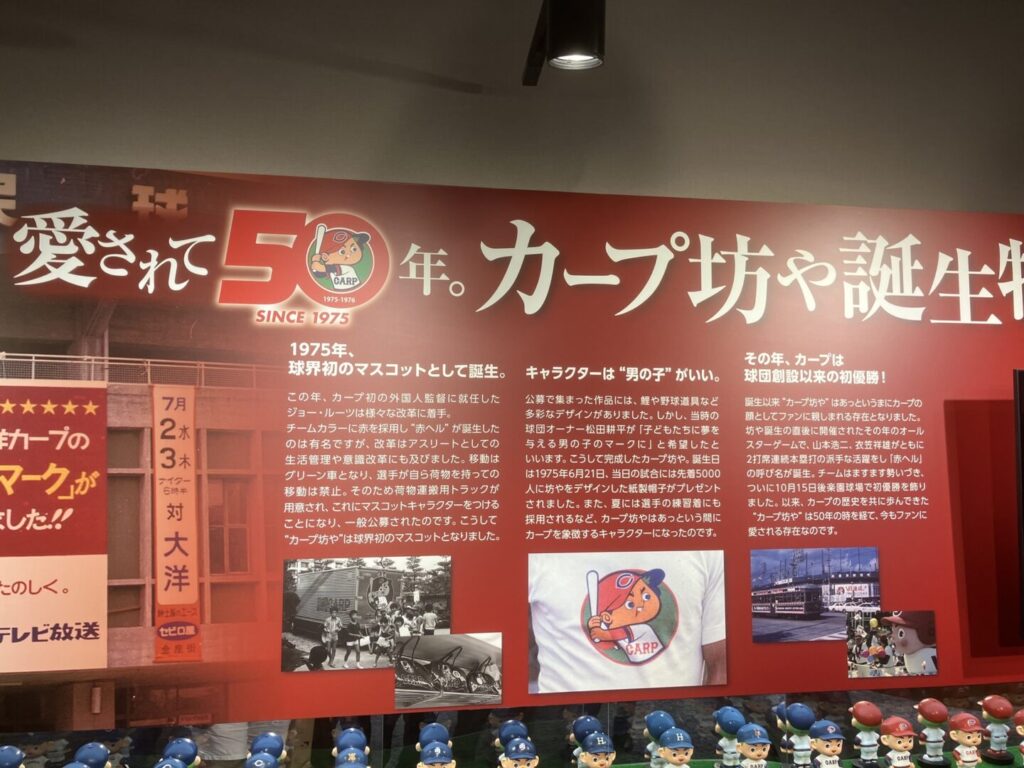 球
愛されて50年。カープ坊や誕生
CARP
1975-1976
SINCE 1975
1975年、
球界初のマスコットとして誕生。
この年、カープ初の外国人監督に就任した
ジョー・ルーツは様々な改革に着手。
チームカラーに赤を採用し“赤ヘル”が誕生した
のは有名ですが、改革はアスリートとしての
生活管理や意識改革にも及びました。移動は
グリーン車となり、選手が自ら荷物を持っての
移動は禁止。そのため荷物運搬用トラックが
用意され、これにマスコットキャラクターをつける
ことになり、一般公募されたのです。こうして
“カープ坊や”は球界初のマスコットとなりました。
キャラクターは“男の子”がいい。
公募で集まった作品には、鯉や野球道具など
多彩なデザインがありました。しかし、当時の
球団オーナー松田耕平が「子どもたちに夢を
与える男の子のマークに」と希望したと
いいます。こうして完成したカープ坊や。誕生日
は1975年6月21日、当日の試合には先着5000
人に坊やをデザインした紙製帽子がプレゼント
されました。また、夏には選手の練習着にも
採用されるなど、カープ坊やはあっという間に
カープを象徴するキャラクターになったのです。
その年、カープは
球団創設以来の初優勝！
誕生以来“カープ坊や”はあっというまにカープの
顔としてファンに親しまれる存在となりました。
坊や誕生の直後に開催されたその年のオール
スターゲームで、山本浩二、衣笠祥雄がともに
2打席連続本塁打の派手な活躍をし「赤ヘル」
の呼び名が誕生。チームはますます勢いづき、
ついに10月15日後楽園球場で初優勝を飾り
ました。以来、カープの歴史を共に歩んできた
“カープ坊や”は50年の時を経て、今もファンに
愛される存在なのです。
洋カープの
マーク」が
ました!!
たのしく。
テレビ放送
7月
2水
3木
ナイター
6時半
対
大
洋
セビロ屋
金座街
CARP
CARP